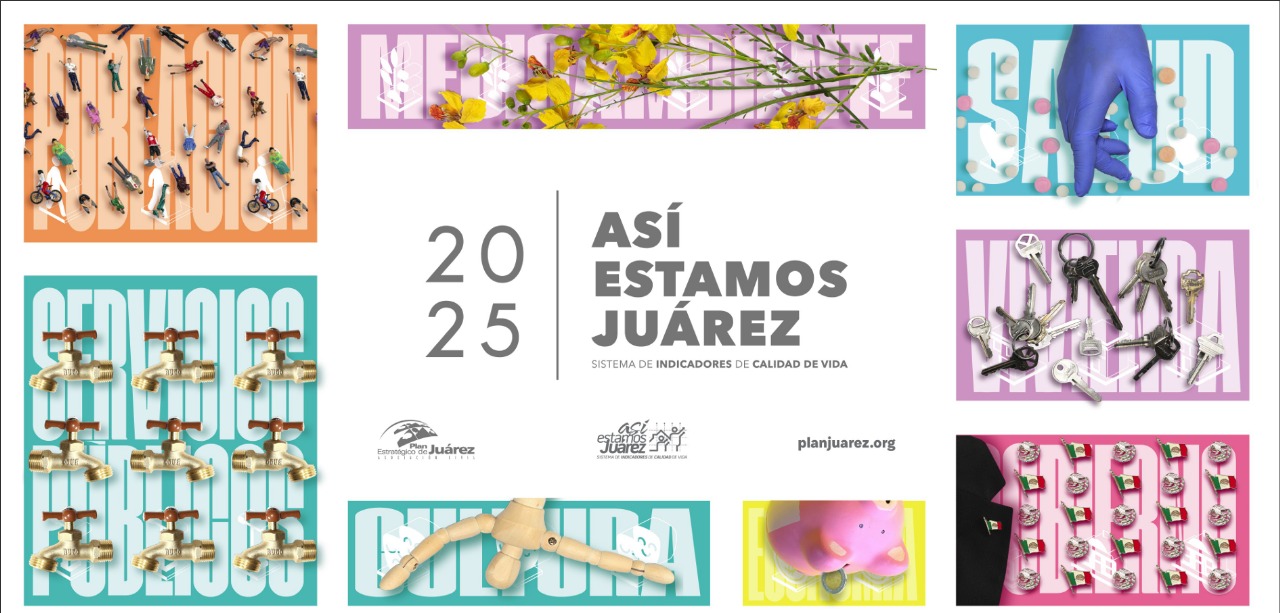 POBLACIÓN
MEDIO AMBIENTE
SALUD
20
25
ASÍ
ESTAMOS
JUÁREZ
SISTEMA DE INDICADORES DE CALIDAD DE VIDA
VIVIENDA
SERVICIOS
PÚBLICOS
Plan
Estratégico de Juárez
ASOCIACIÓN CIVIL
así
estamos
Juárez
SISTEMA DE INDICADORES DE CALIDAD DE VIDA
planjuarez.org
GOBIERNO
CULTURA
ECONOMÍA